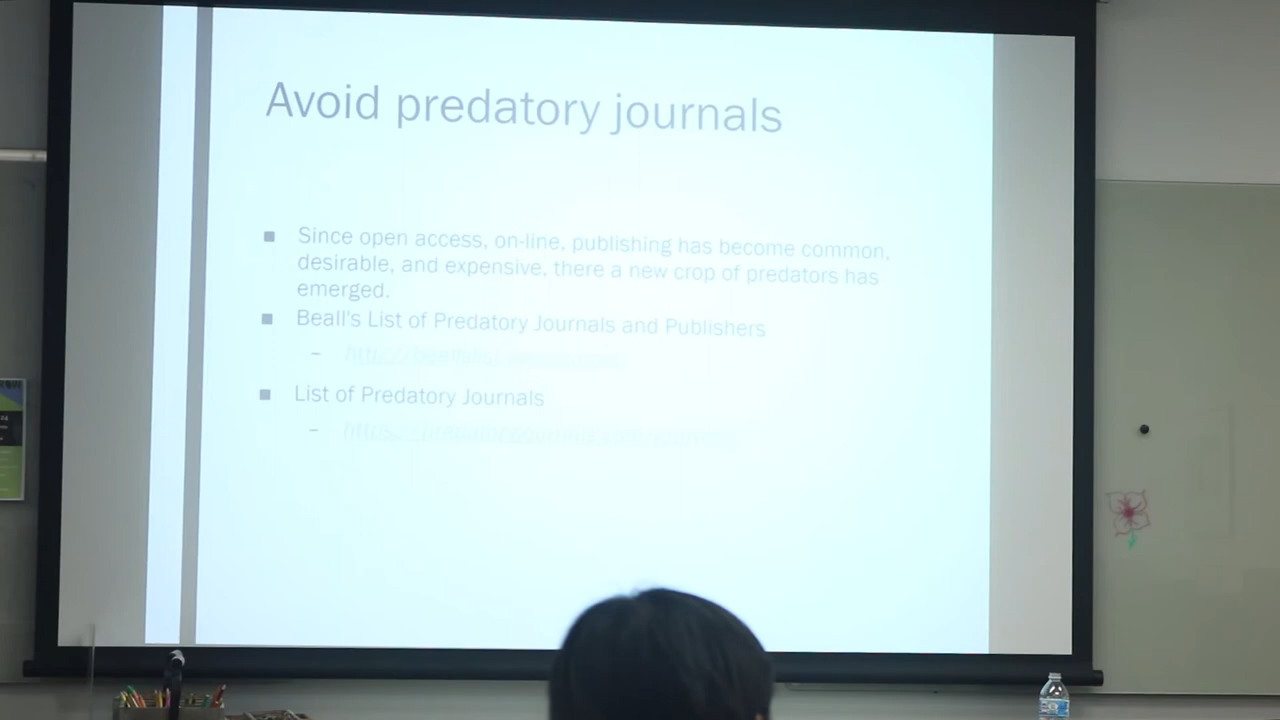 Avoid predatory journals
■ Since open access, on-line, publishing has become common,
desirable, and expensive, there a new crop of predators has
emerged.
■ Beall's List of Predatory Journals and Publishers
–
■ List of Predatory Journals
–